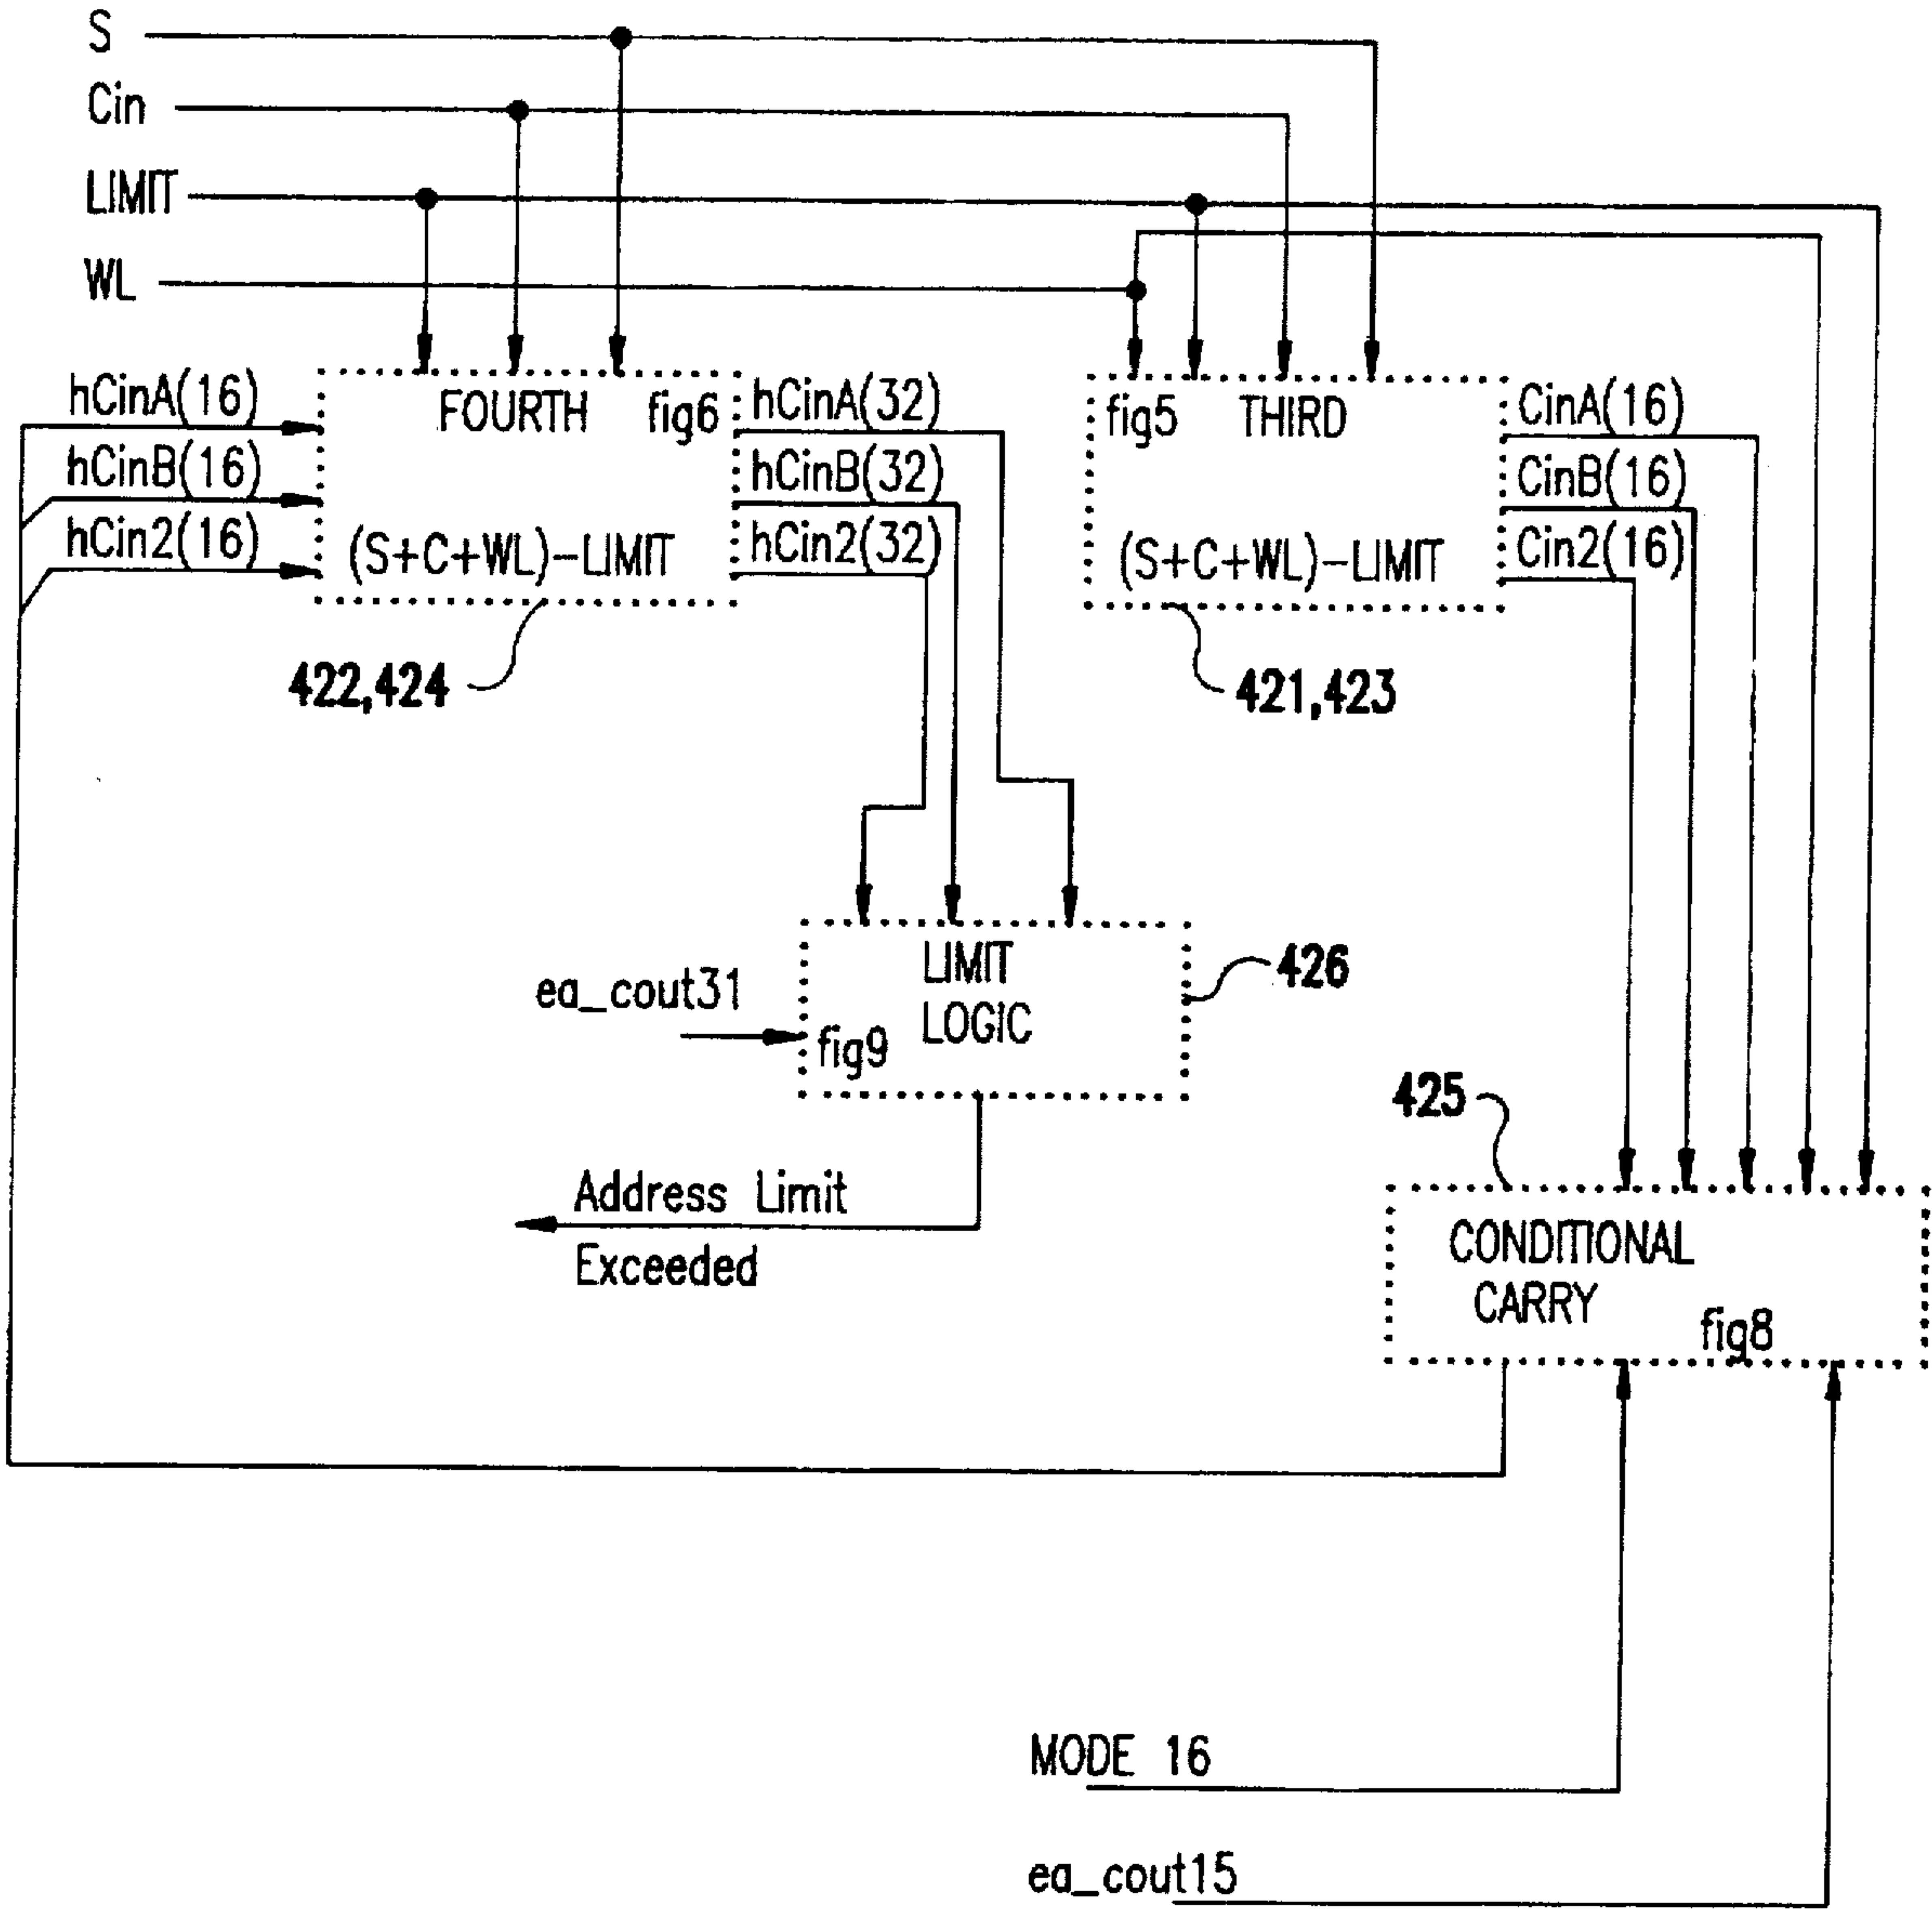 S
Cin
LIMIT
WL
hCinA(16)
hCinB(16)
hCin2(16)
FOURTH fig6
(S+C+WL)-LIMIT
hCinA(32)
hCinB(32)
hCin2(32)
422,424
fig5 THIRD
(S+C+WL)-LIMIT
CinA(16)
CinB(16)
Cin2(16)
421,423
ea_cout31
LIMIT
LOGIC
fig9
426
Address Limit
Exceeded
425
CONDITIONAL
CARRY
fig8
MODE 16
ea_cout15